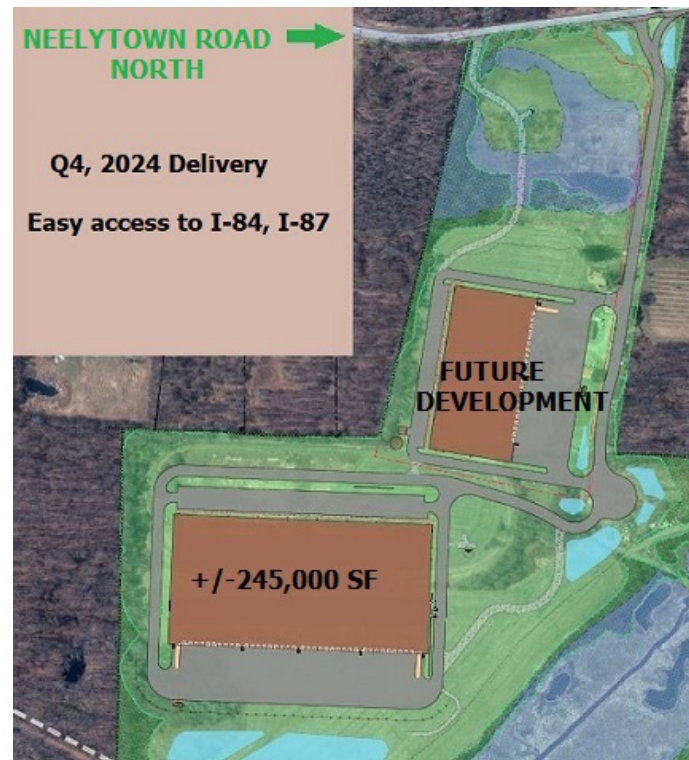 NEELYTOWN ROAD
NORTH
Q4, 2024 Delivery
Easy access to I-84, I-87
FUTURE
DEVELOPMENT
+/-245,000 SF